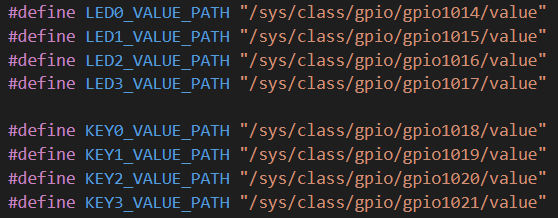 #define LED0_VALUE_PATH "/sys/class/gpio/gpio1014/value"
#define LED1_VALUE_PATH "/sys/class/gpio/gpio1015/value"
#define LED2_VALUE_PATH "/sys/class/gpio/gpio1016/value"
#define LED3_VALUE_PATH "/sys/class/gpio/gpio1017/value"
#define KEY0_VALUE_PATH "/sys/class/gpio/gpio1018/value"
#define KEY1_VALUE_PATH "/sys/class/gpio/gpio1019/value"
#define KEY2_VALUE_PATH "/sys/class/gpio/gpio1020/value"
#define KEY3_VALUE_PATH "/sys/class/gpio/gpio1021/value"